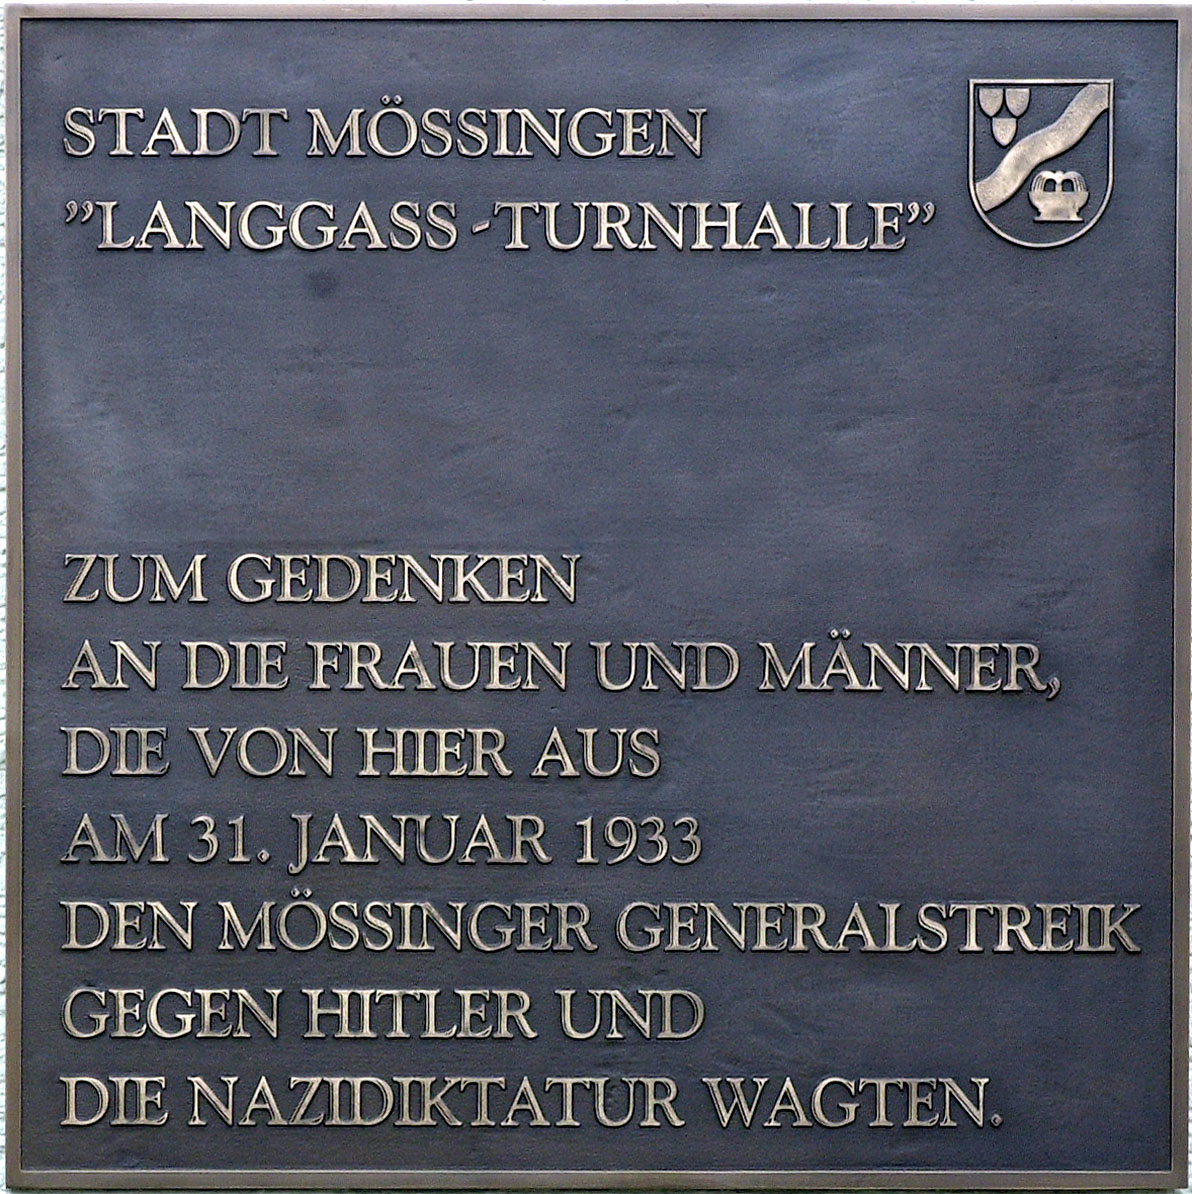 STADT MÖSSINGEN
"LANGGASS-TURNHALLE"
ZUM GEDENKEN
AN DIE FRAUEN UND MÄNNER,
DIE VON HIER AUS
AM 31. JANUAR 1933
DEN MÖSSINGER GENERALSTREIK
GEGEN HITLER UND
DIE NAZIDIKTATUR WAGTEN.